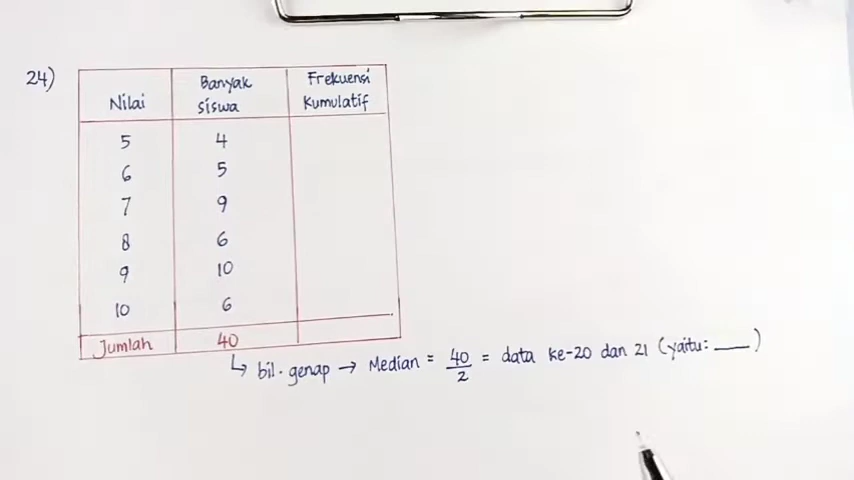 24)
Nilai Banyak siswa Frekuensi Kumulatif
5 4
6 5
7 9
8 6
9 10
10 6
Jumlah 40
↳ bil. genap → Median = 40/2 = data ke-20 dan 21 (yaitu: ___)